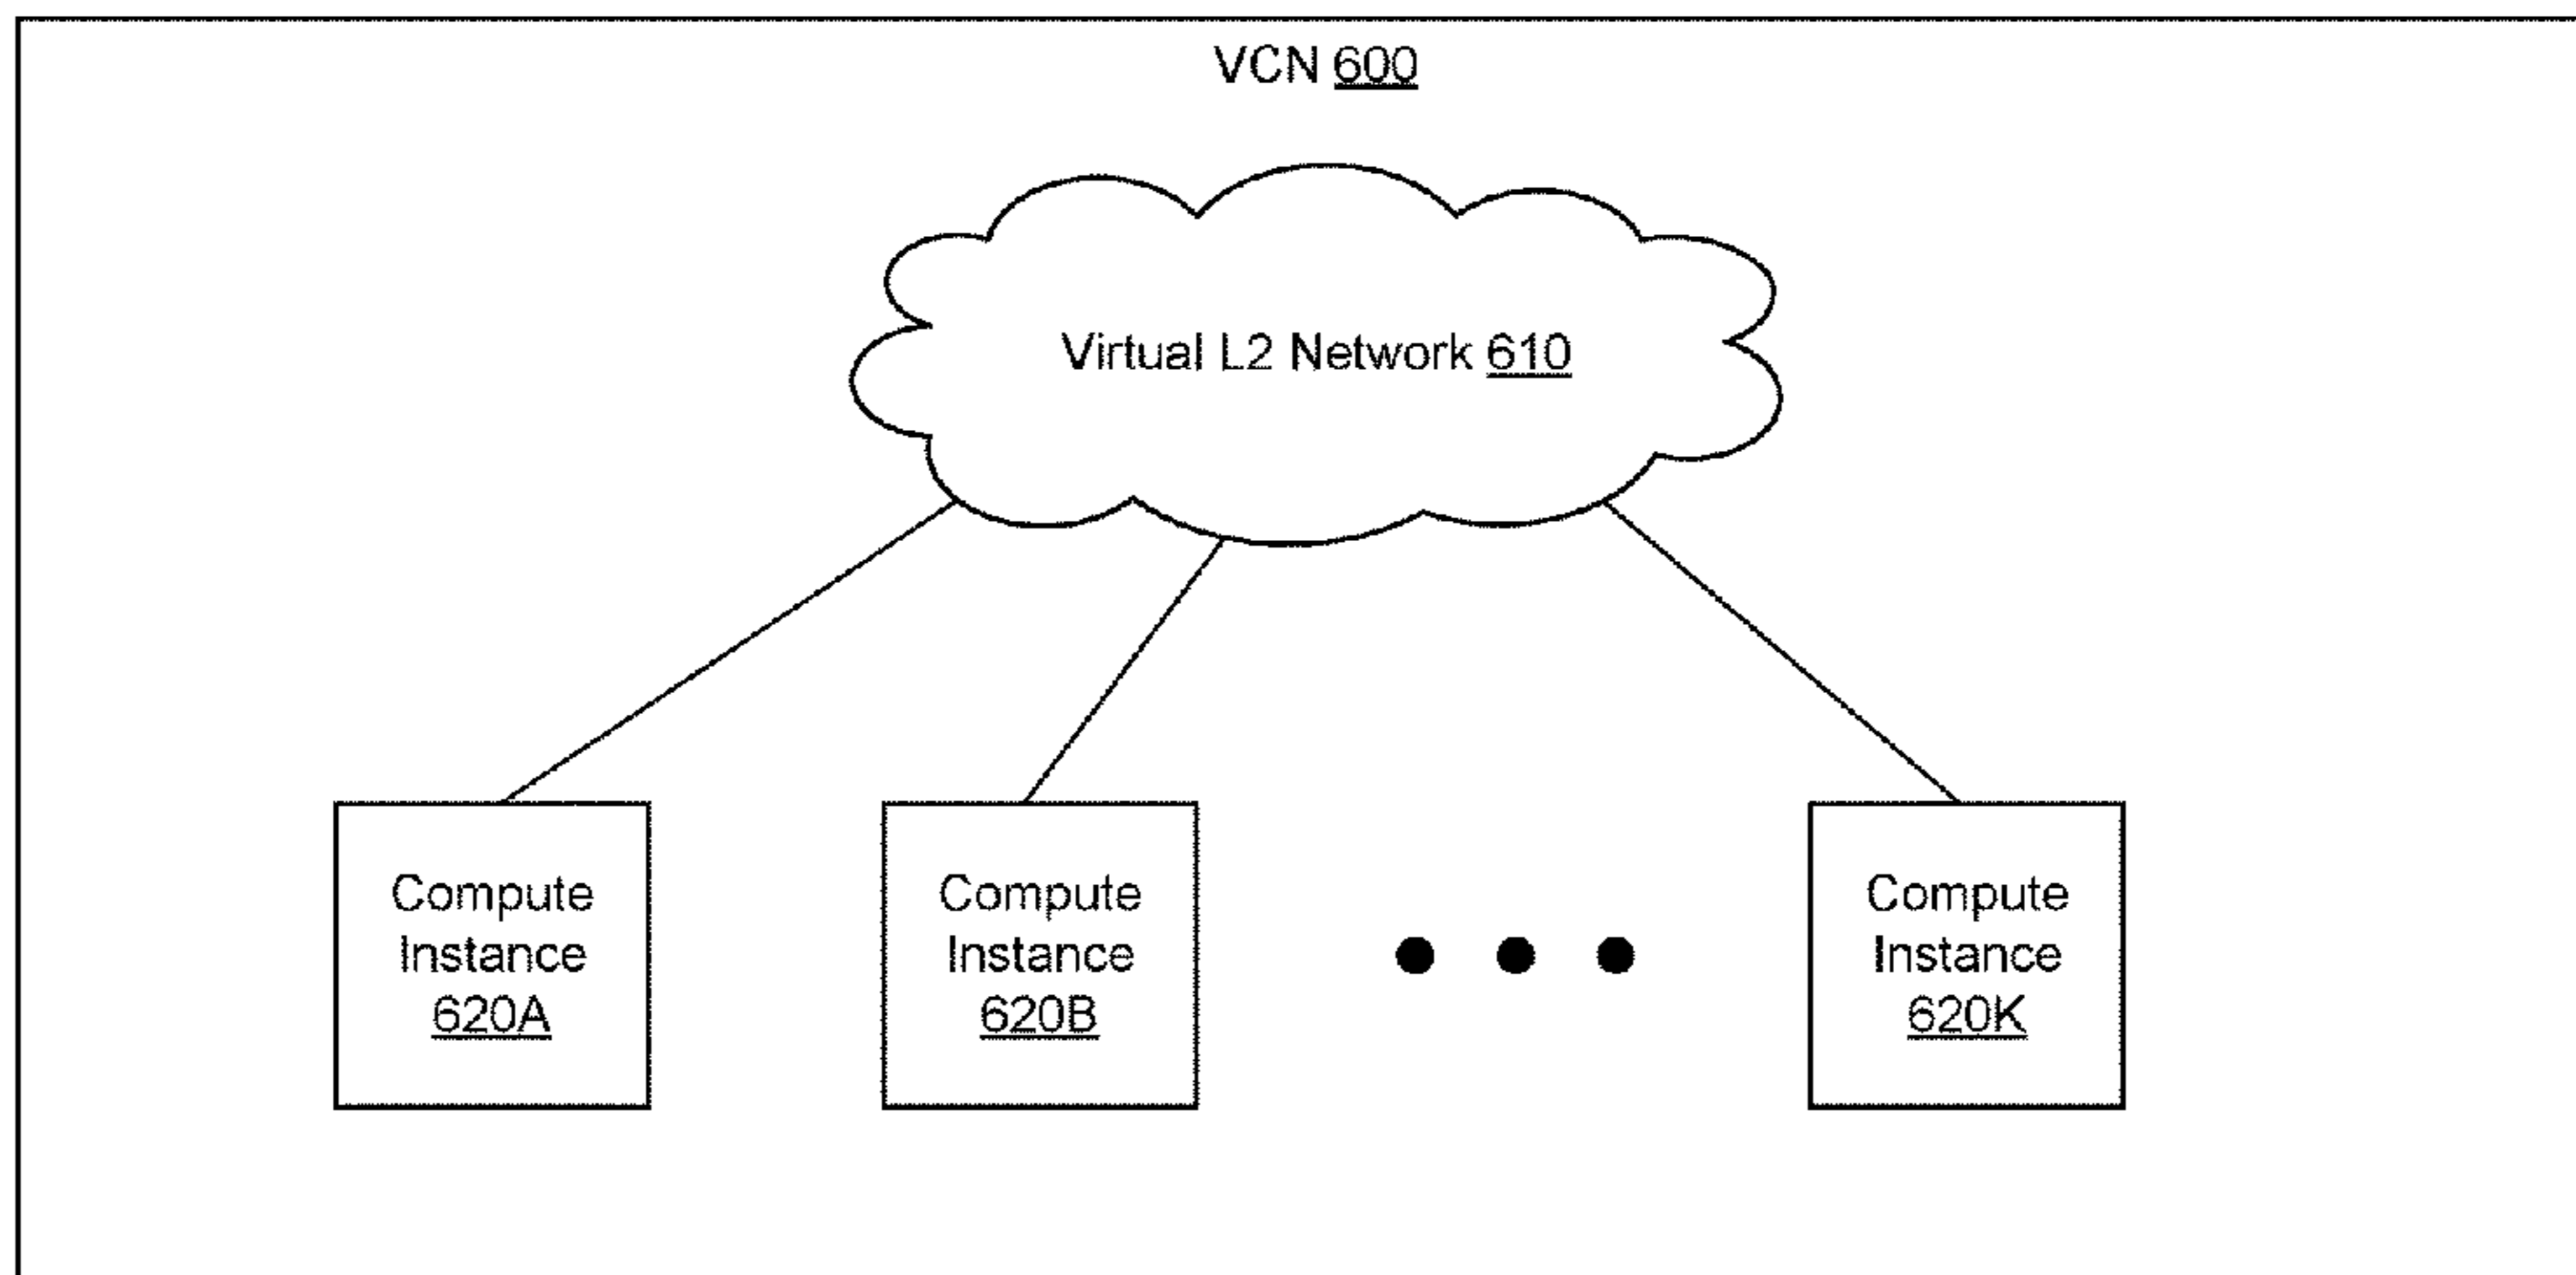 VCN 600
Virtual L2 Network 610
Compute
Instance
620A
Compute
Instance
620B
Compute
Instance
620K